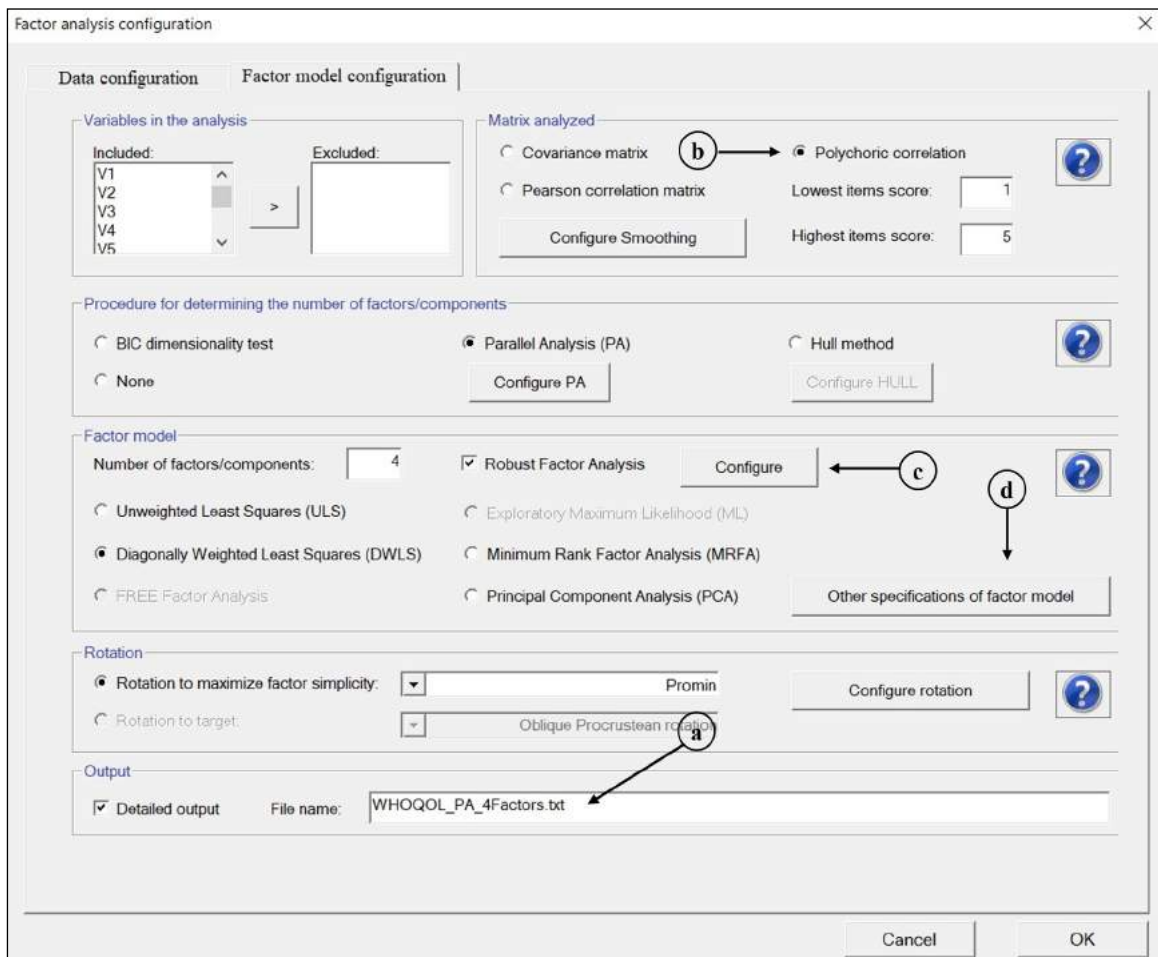 Factor analysis configuration
Data configuration
Factor model configuration
Variables in the analysis
Included:
V1
V2
V3
V4
V5
>
Excluded:
Matrix analyzed
Covariance matrix
b
Polychoric correlation
?
Pearson correlation matrix
Lowest items score: 1
Configure Smoothing
Highest items score: 5
Procedure for determining the number of factors/components
BIC dimensionality test
Parallel Analysis (PA)
Hull method
?
None
Configure PA
Configure HULL
Factor model
Number of factors/components: 4
Robust Factor Analysis
Configure
c
d
?
Unweighted Least Squares (ULS)
Exploratory Maximum Likelihood (ML)
Diagonally Weighted Least Squares (DWLS)
Minimum Rank Factor Analysis (MRFA)
FREE Factor Analysis
Principal Component Analysis (PCA)
Other specifications of factor model
Rotation
Rotation to maximize factor simplicity:
Promin
Configure rotation
?
Rotation to target:
Oblique Procrustean rotation
a
Output
Detailed output
File name:
WHOQOL_PA_4Factors.txt
Cancel
OK